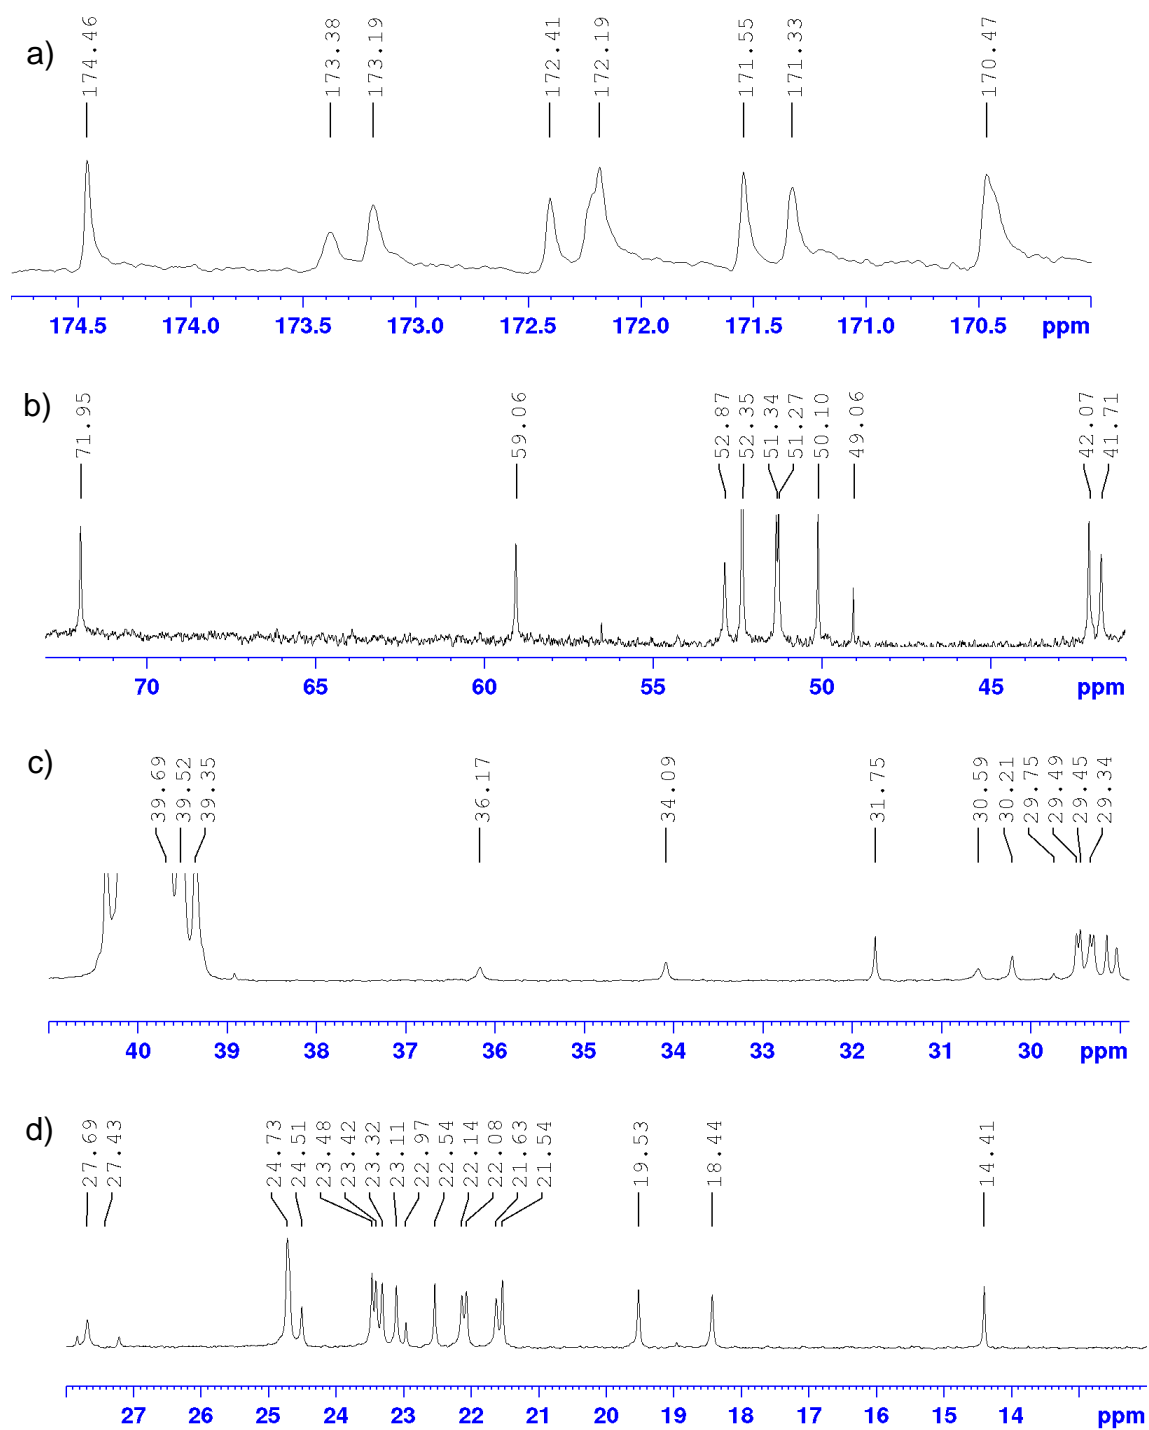 a)
174.46 173.38 173.19 172.41 172.19 171.55 171.33 170.47
174.5 174.0 173.5 173.0 172.5 172.0 171.5 171.0 170.5 ppm
b)
71.95 59.06 52.87 52.35 51.34 51.27 50.10 49.06 42.07 41.71
70 65 60 55 50 45 ppm
c)
39.69 39.52 39.35 36.17 34.09 31.75 30.59 30.21 29.75 29.49 29.45 29.34
40 39 38 37 36 35 34 33 32 31 30 ppm
d)
27.69 27.43 24.73 24.51 23.48 23.42 23.32 23.11 22.97 22.54 22.14 22.08 21.63 21.54 19.53 18.44 14.41
27 26 25 24 23 22 21 20 19 18 17 16 15 14 ppm